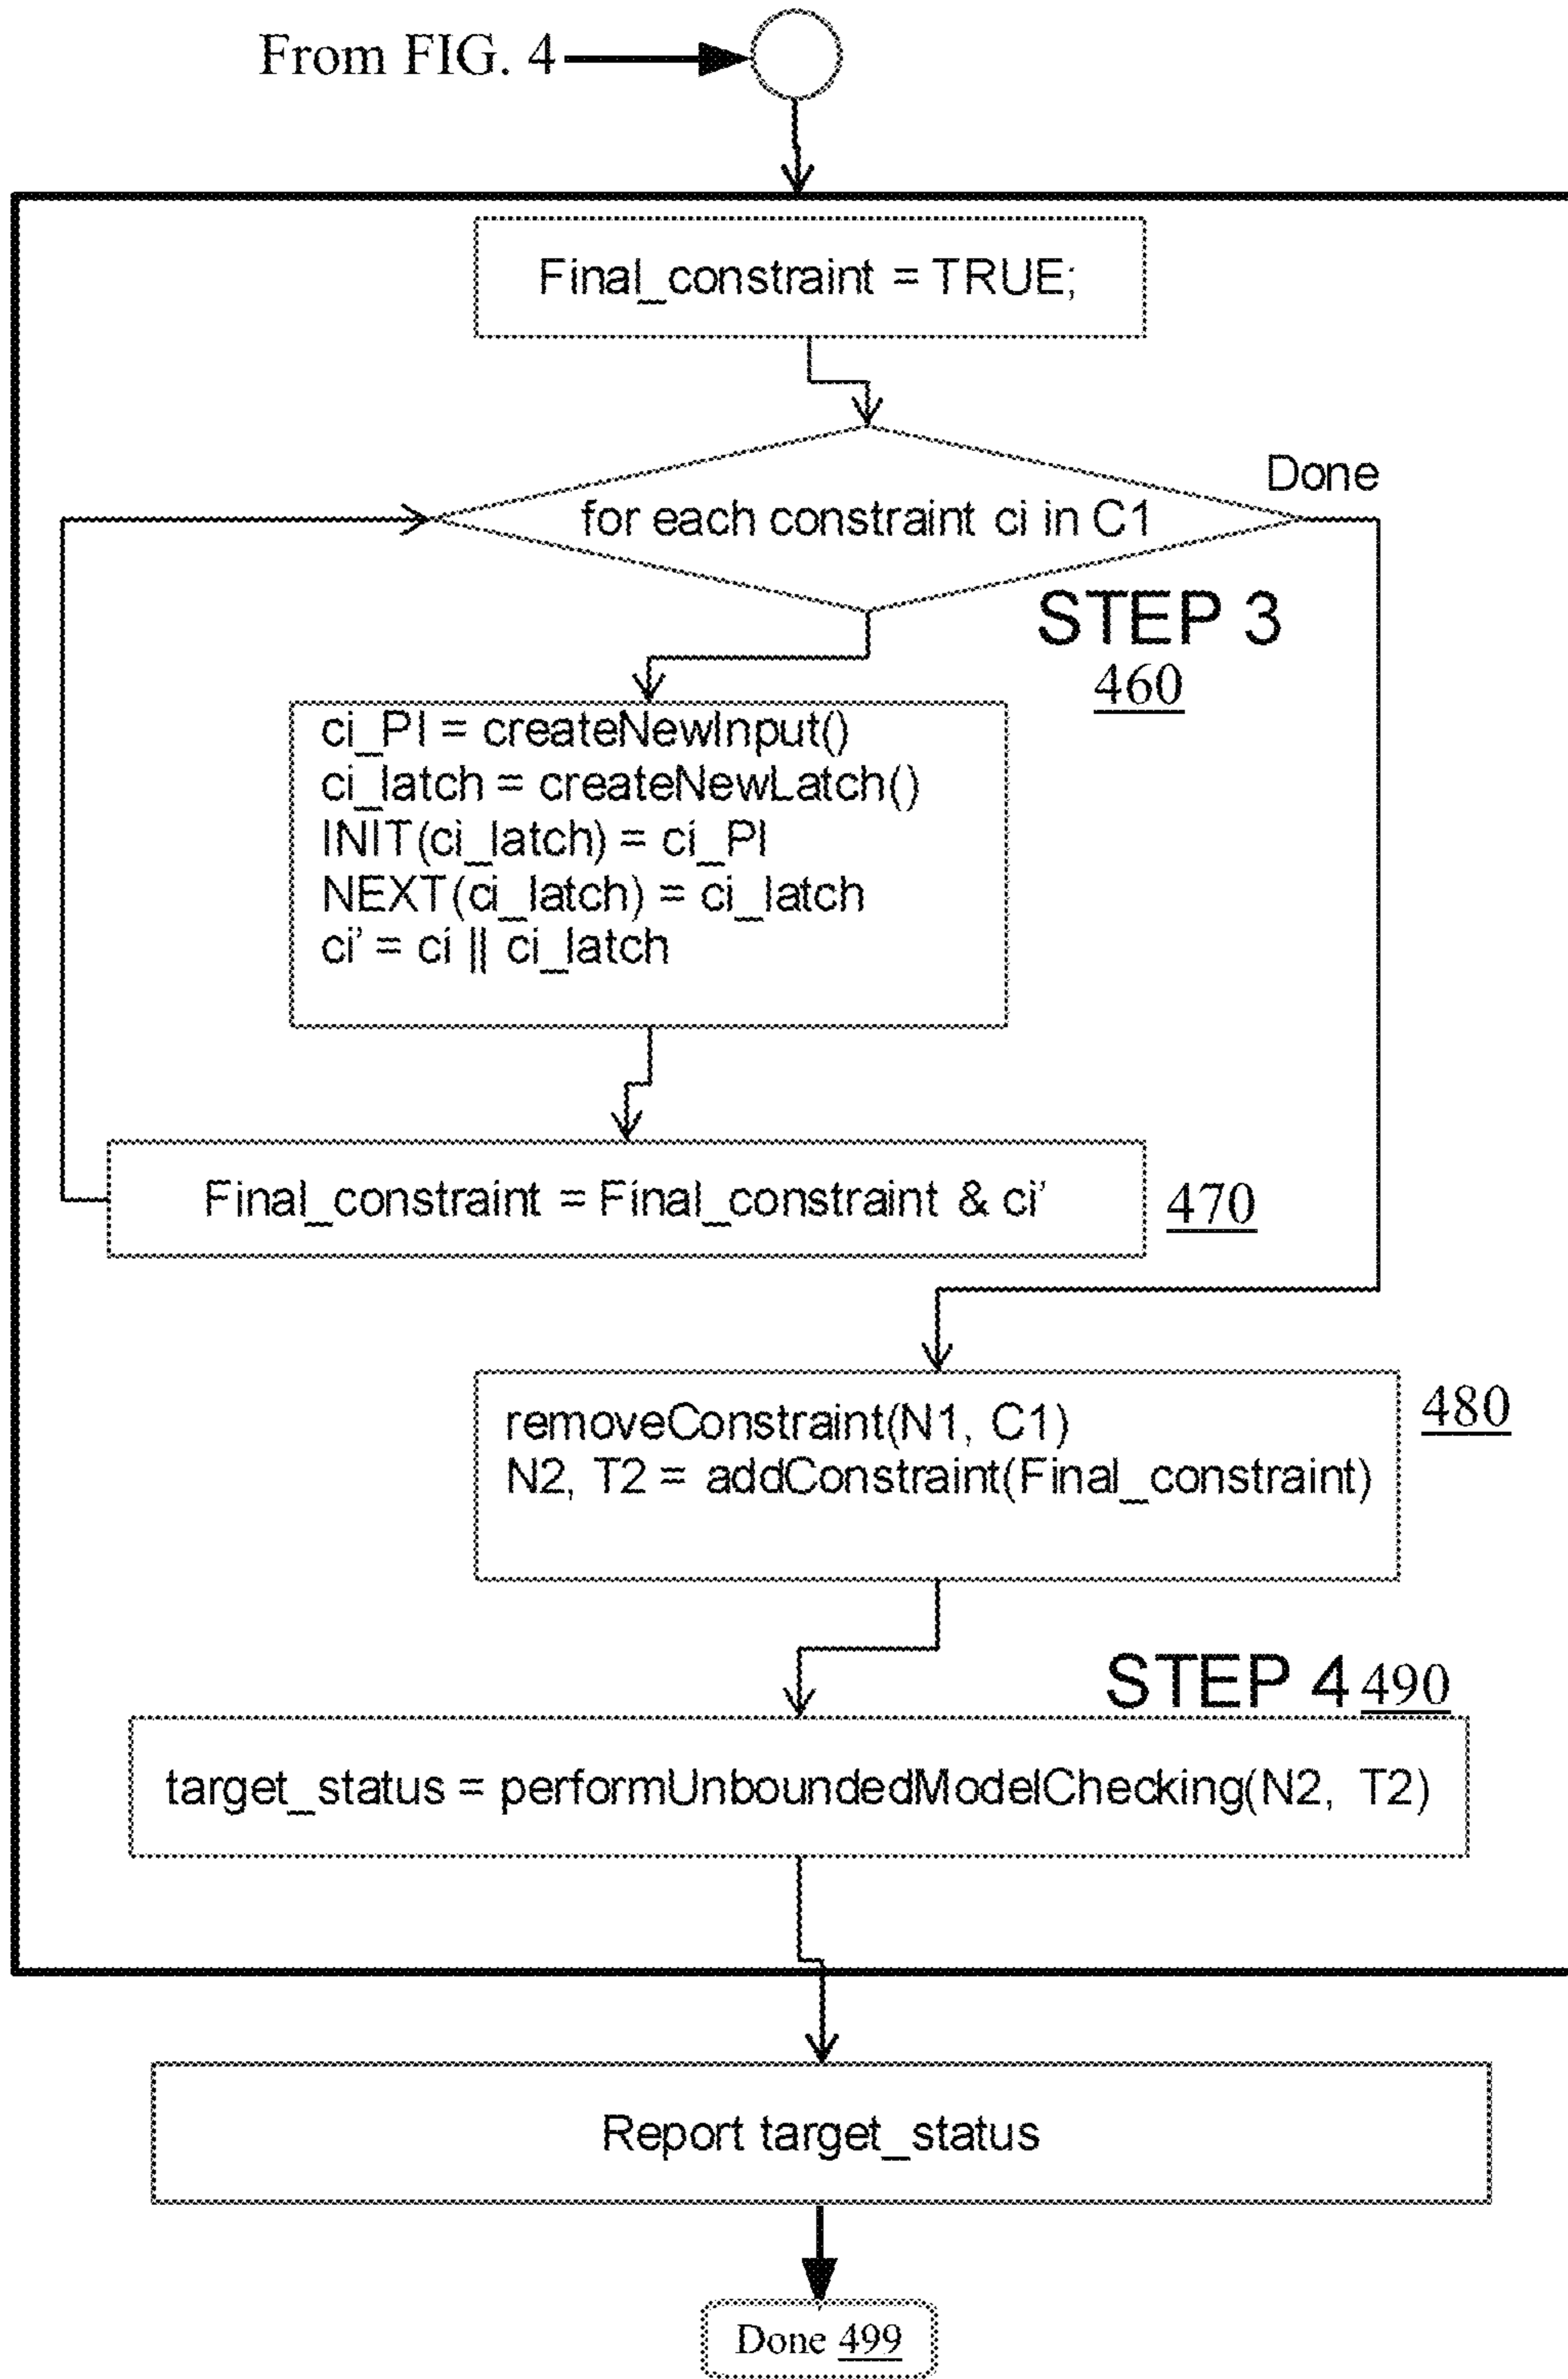 From FIG. 4
Final_constraint = TRUE;
Done
for each constraint ci in C1
STEP 3
460
ci_PI = createNewInput()
ci_latch = createNewLatch()
INIT(ci_latch) = ci_PI
NEXT(ci_latch) = ci_latch
ci' = ci || ci_latch
Final_constraint = Final_constraint & ci'
470
removeConstraint(N1, C1)
N2, T2 = addConstraint(Final_constraint)
480
STEP 4 490
target_status = performUnboundedModelChecking(N2, T2)
Report target_status
Done 499